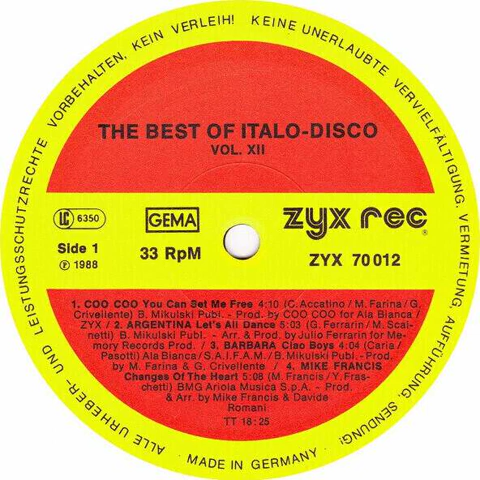 ALLE URHEBER- UND LEISTUNGSSCHUTZRECHTE VORBEHALTEN, KEIN VERLEIH! KEINE UNERLAUBTE VERVIELFÄLTIGUNG, VERMIETUNG, AUFFÜHRUNG, SENDUNG!
THE BEST OF ITALO-DISCO
VOL. XII
LC 6350
GEMA
zyx rec®
Side 1
33 RpM
ZYX 70 012
℗ 1988
1. COO COO You Can Set Me Free 4:10 (C. Accatino / M. Farina / G.
Crivellente) B. Mikulski Publ. - Prod. by COO COO for Ala Bianca/
ZYX / 2. ARGENTINA Let's All Dance 5:03 (G. Ferrarin / M. Scai-
netti) B. Mikulski Publ. - Arr. & Prod. by Julio Ferrarin for Me-
mory Records Prod. / 3. BARBARA Ciao Boys 4:04 (Caria /
Pasotti) Ala Bianca / S.A.I.F.A.M. / B. Mikulski Publ. - Prod.
by M. Farina & G. Crivellente / 4. MIKE FRANCIS
Changes Of The Heart 5:08 (M. Francis / Y. Fras-
chetti) BMG Ariola Musica S.p.A. - Prod.
& Arr. by Mike Francis & Davide
Romani
TT 18:25
MADE IN GERMANY